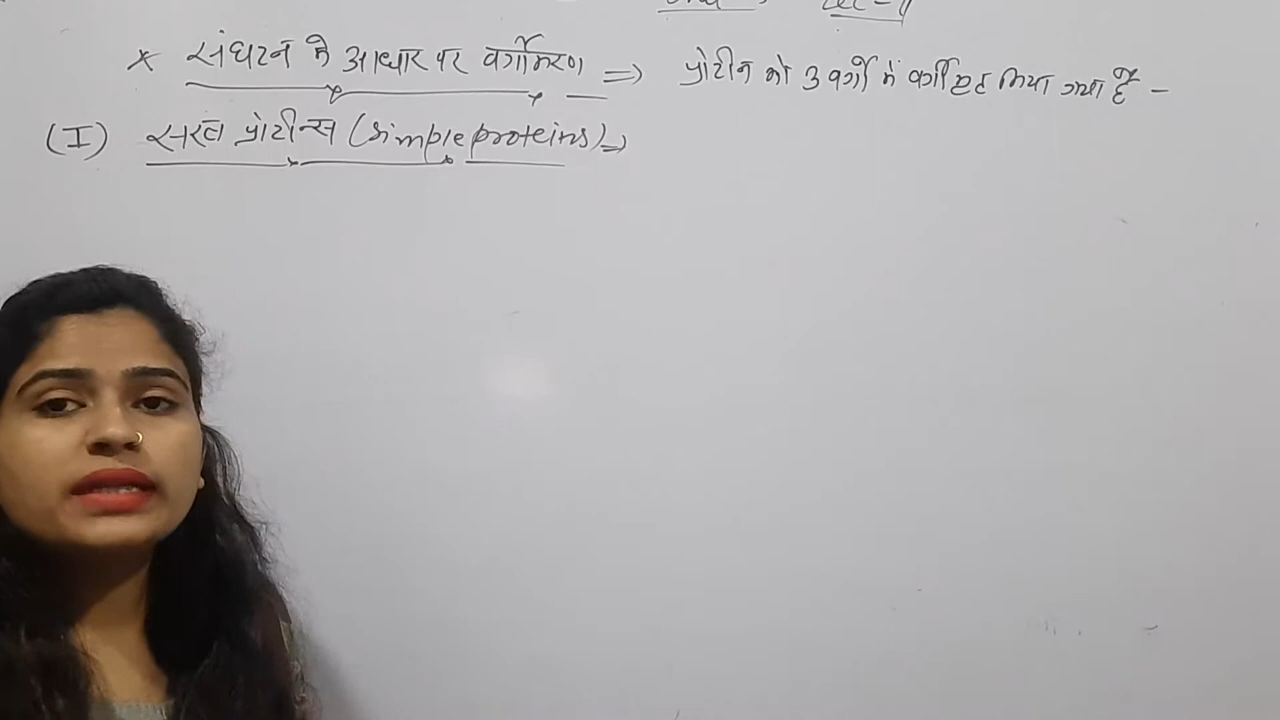 * संघटन के आधार पर वर्गीकरण => प्रोटीन को 3 वर्गों में वर्गीकृत किया गया है -
(I) सरल प्रोटीन्स (simple proteins) =>